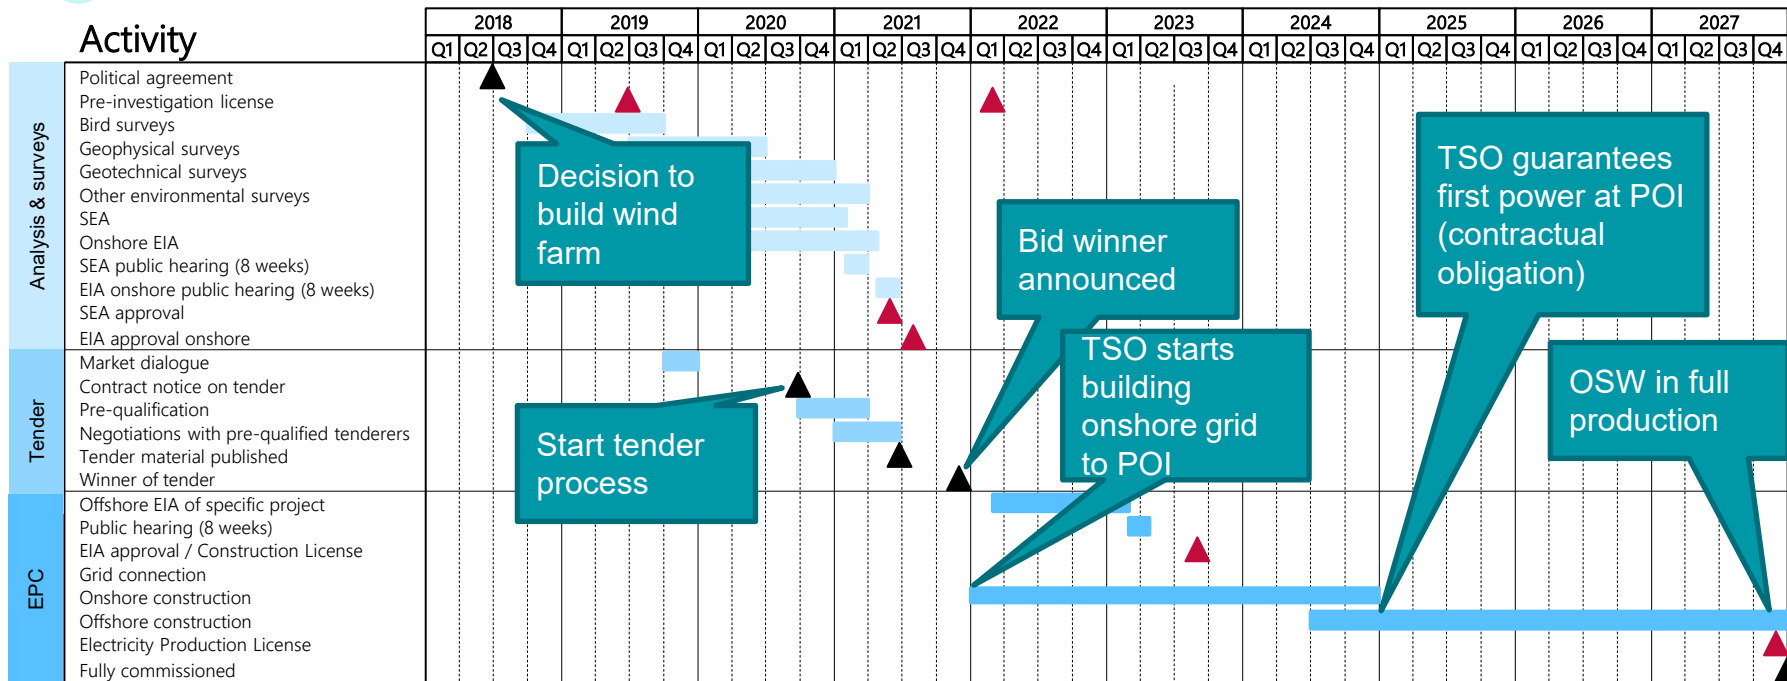 Activity
2018 2019 2020 2021 2022 2023 2024 2025 2026 2027
Q1 Q2 Q3 Q4 Q1 Q2 Q3 Q4 Q1 Q2 Q3 Q4 Q1 Q2 Q3 Q4 Q1 Q2 Q3 Q4 Q1 Q2 Q3 Q4 Q1 Q2 Q3 Q4 Q1 Q2 Q3 Q4 Q1 Q2 Q3 Q4 Q1 Q2 Q3 Q4
Analysis & surveys
Political agreement
Pre-investigation license
Bird surveys
Geophysical surveys
Geotechnical surveys
Other environmental surveys
SEA
Onshore EIA
SEA public hearing (8 weeks)
EIA onshore public hearing (8 weeks)
SEA approval
EIA approval onshore
Tender
Market dialogue
Contract notice on tender
Pre-qualification
Negotiations with pre-qualified tenderers
Tender material published
Winner of tender
EPC
Offshore EIA of specific project
Public hearing (8 weeks)
EIA approval / Construction License
Grid connection
Onshore construction
Offshore construction
Electricity Production License
Fully commissioned
Decision to
build wind
farm
Start tender
process
Bid winner
announced
TSO starts
building
onshore grid
to POI
TSO guarantees
first power at POI
(contractual
obligation)
OSW in full
production